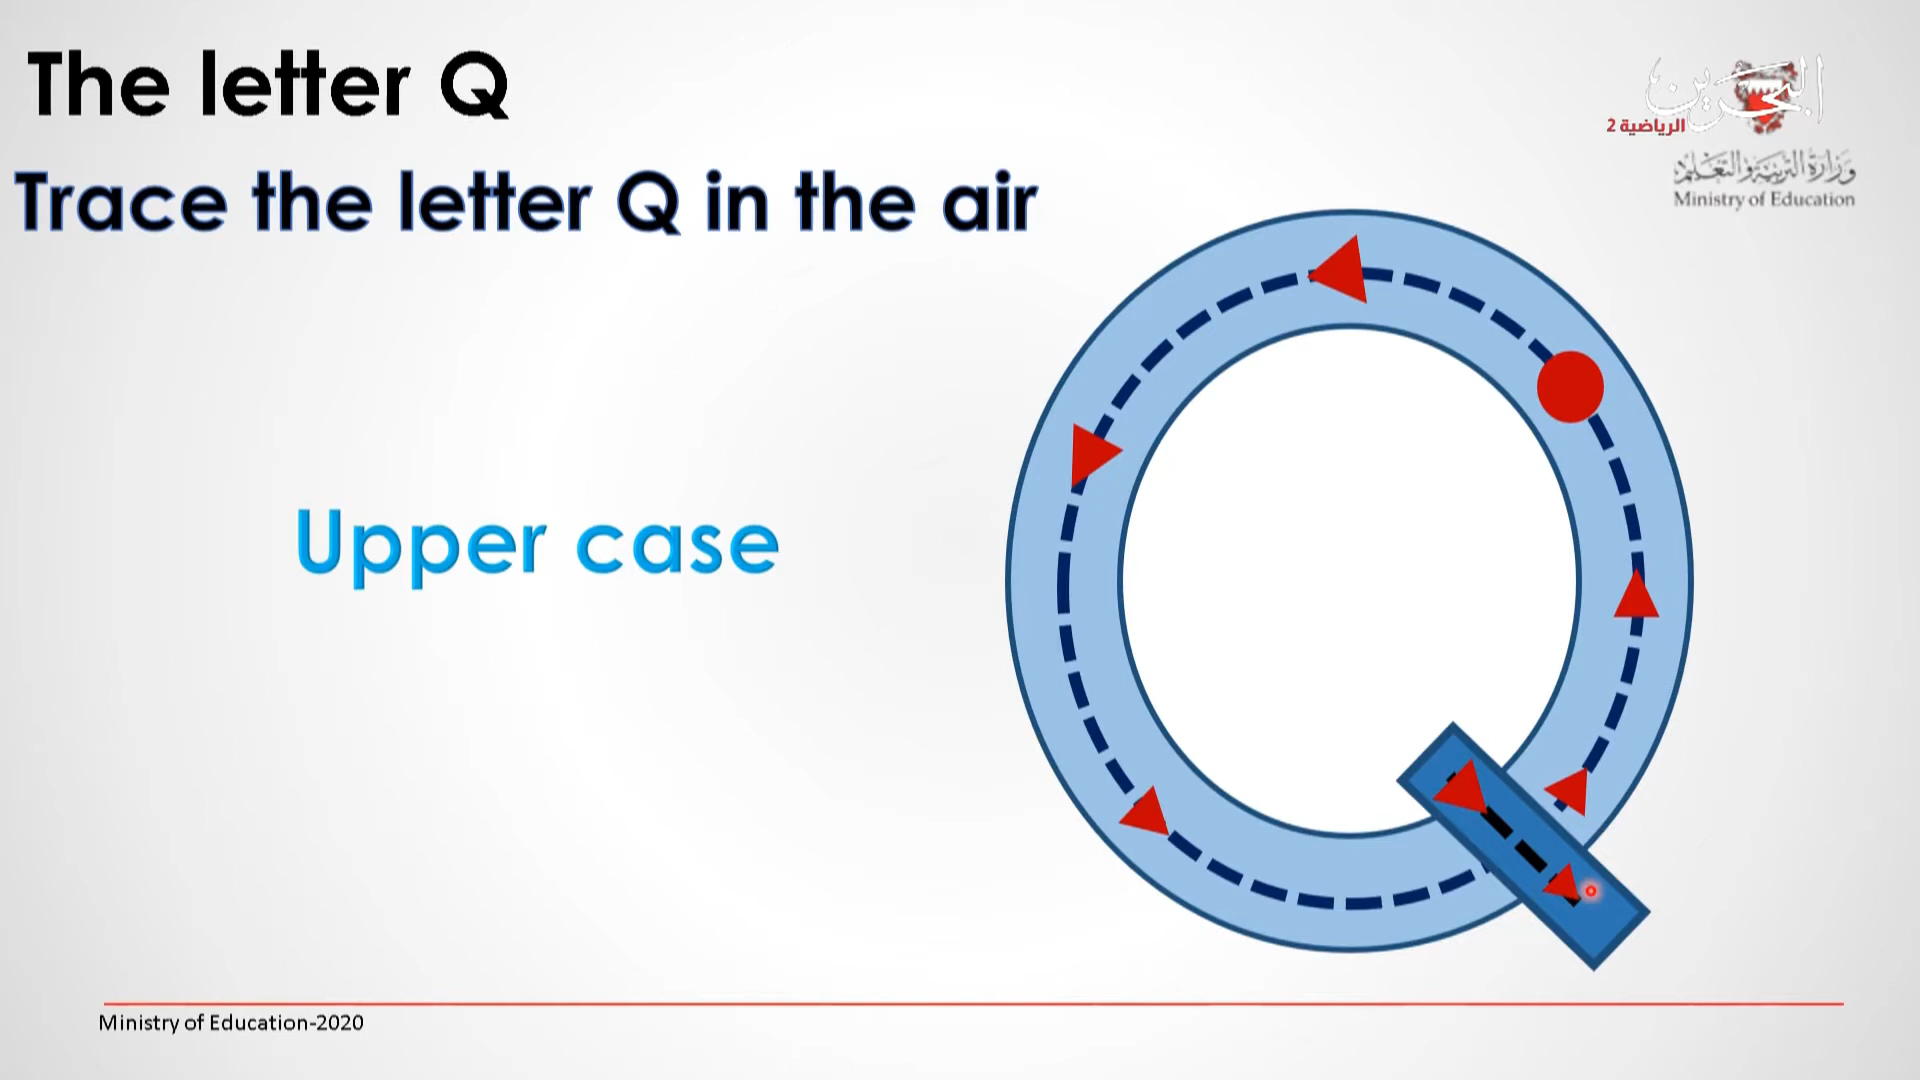 The letter Q
البحرين
الرياضية 2
وزارة التربية والتعليم
Ministry of Education
Trace the letter Q in the air
Upper case
Ministry of Education-2020